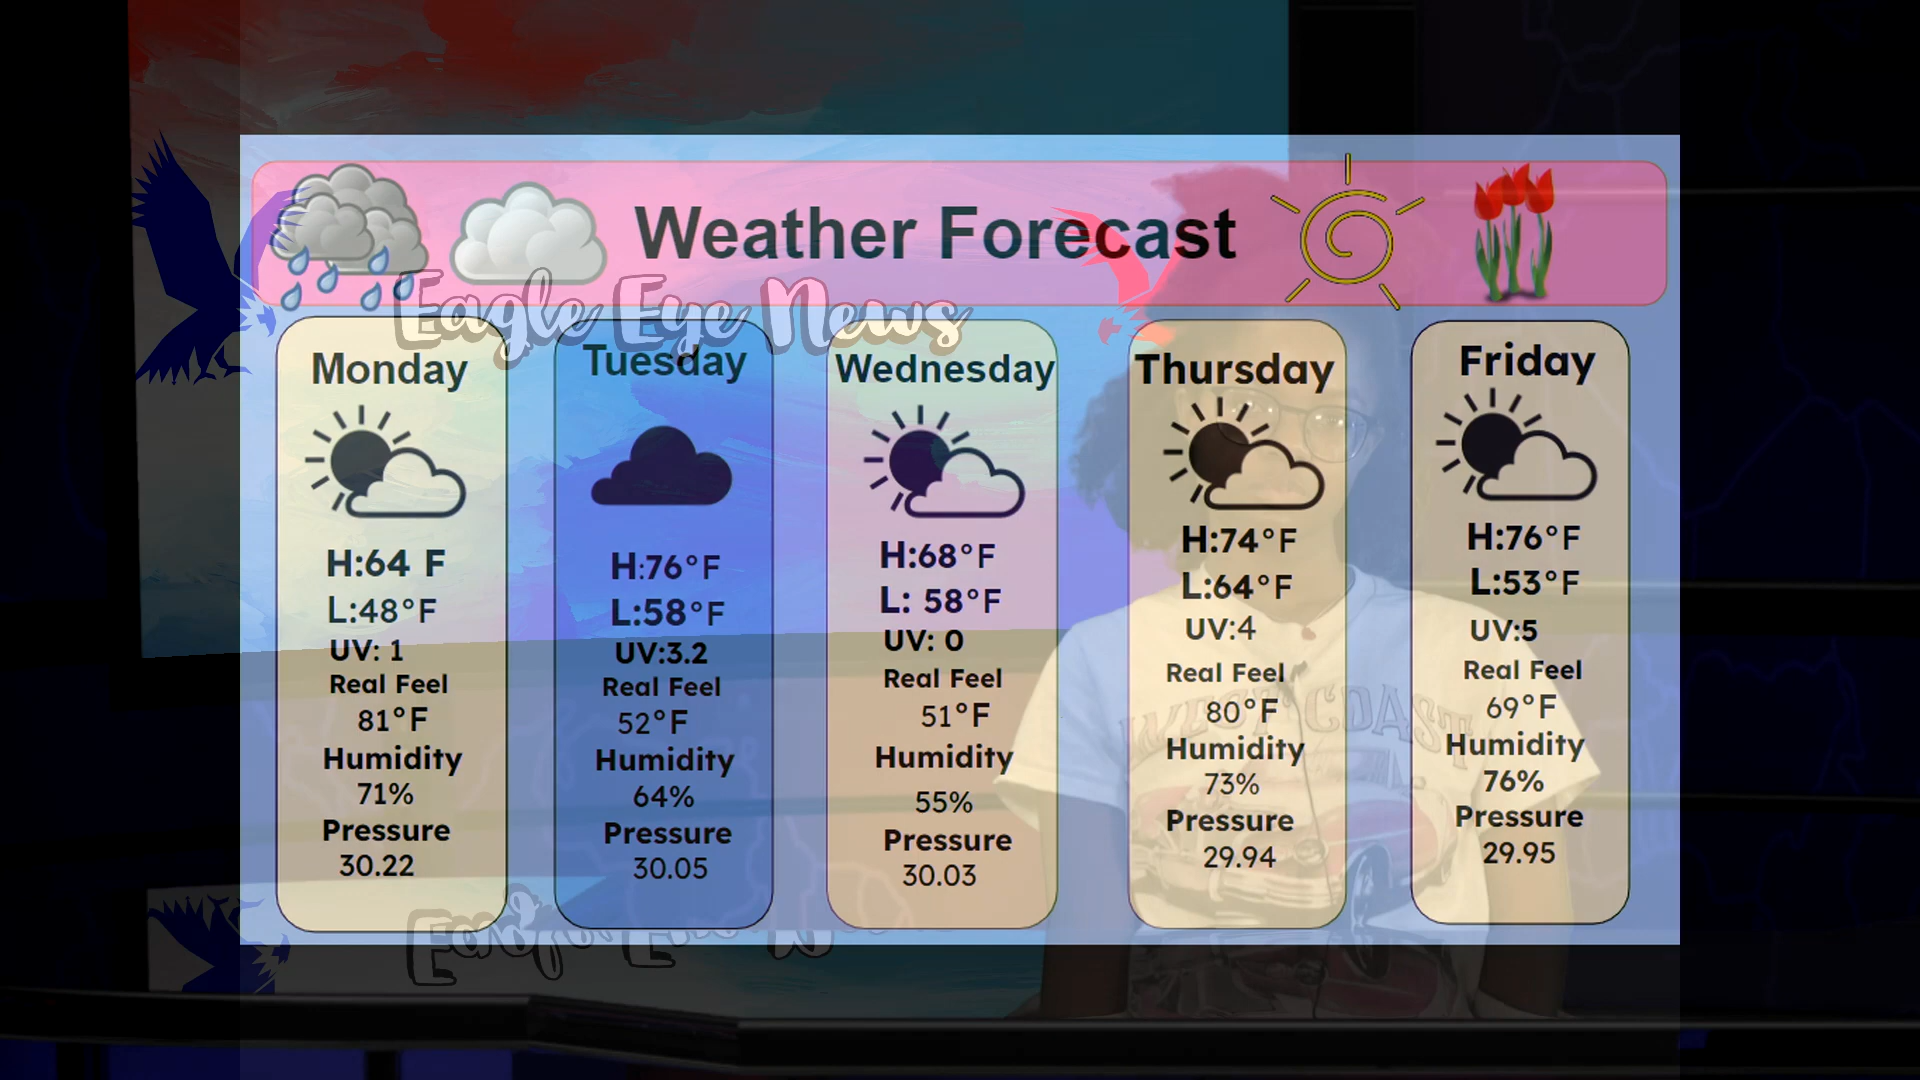 Weather Forecast
Eagle Eye News
Monday
H:64 F
L:48°F
UV: 1
Real Feel
81°F
Humidity
71%
Pressure
30.22
Tuesday
H:76°F
L:58°F
UV:3.2
Real Feel
52°F
Humidity
64%
Pressure
30.05
Wednesday
H:68°F
L: 58°F
UV: 0
Real Feel
51°F
Humidity
55%
Pressure
30.03
Thursday
H:74°F
L:64°F
UV:4
Real Feel
80°F
Humidity
73%
Pressure
29.94
Friday
H:76°F
L:53°F
UV:5
Real Feel
69°F
Humidity
76%
Pressure
29.95
WEST COAST